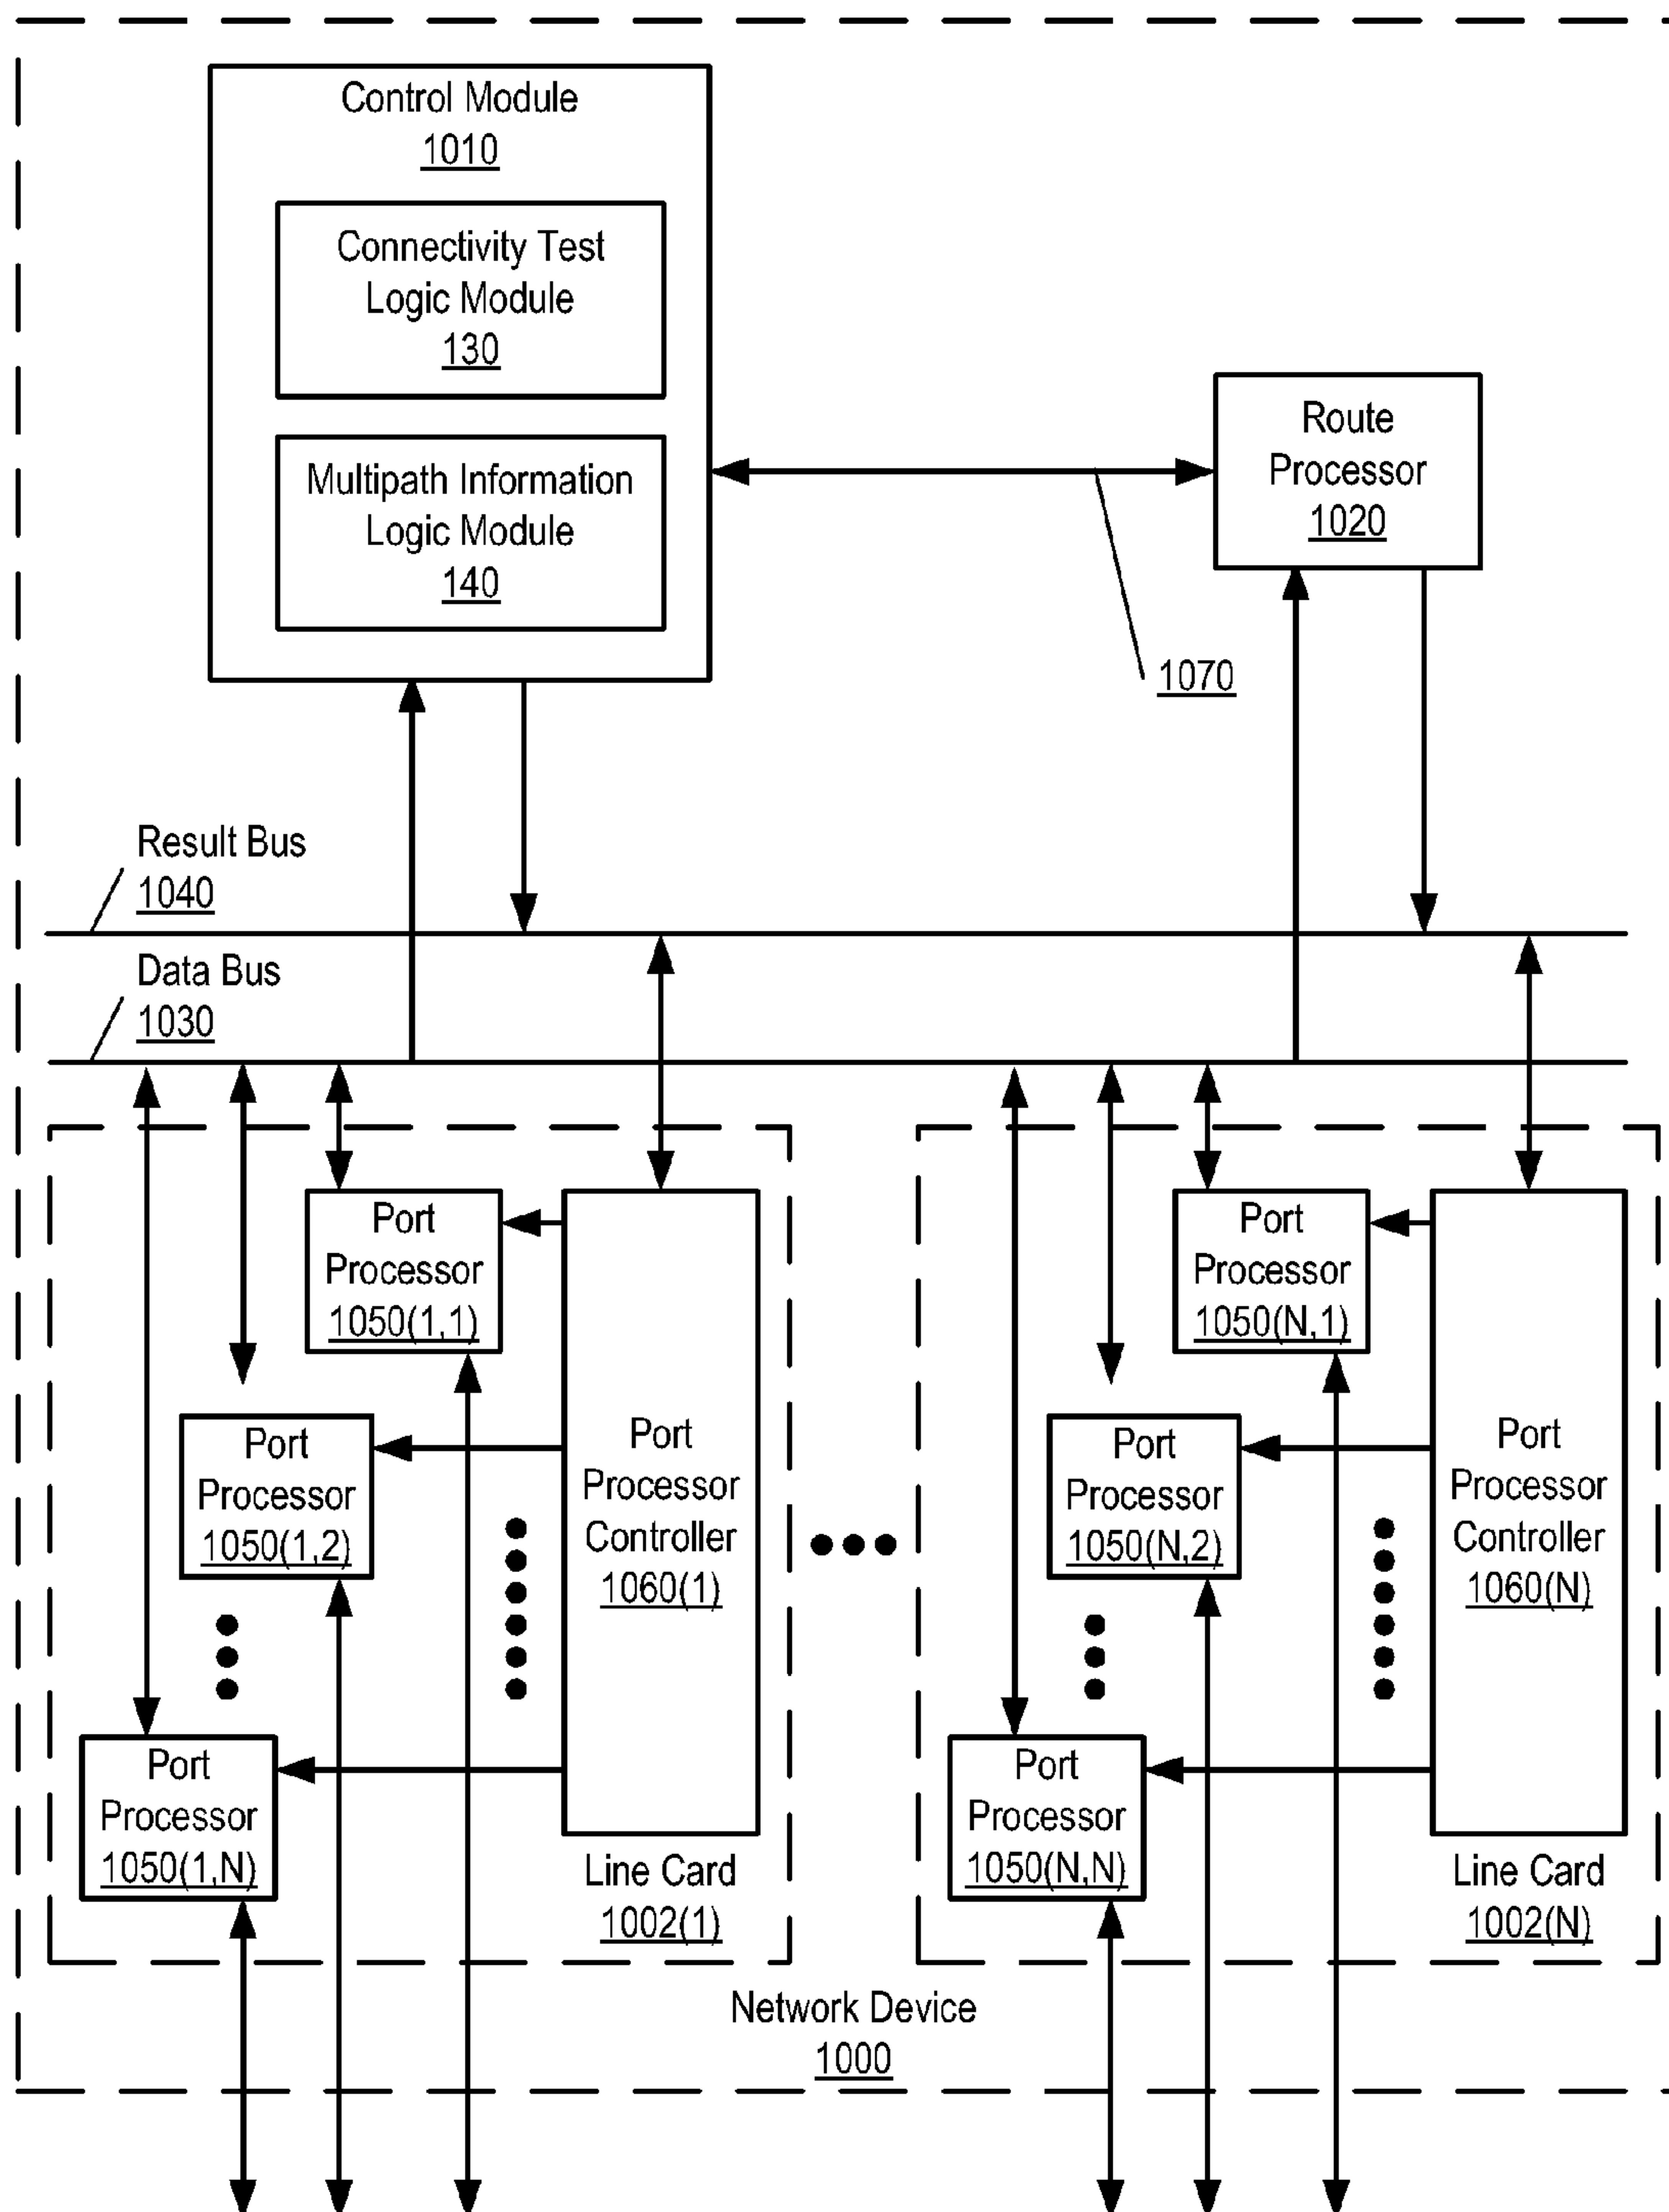 Control Module
1010
Connectivity Test
Logic Module
130
Multipath Information
Logic Module
140
Route
Processor
1020
1070
Result Bus
1040
Data Bus
1030
Port
Processor
1050(1,1)
Port
Processor
1050(1,2)
Port
Processor
1050(1,N)
Port
Processor
Controller
1060(1)
Line Card
1002(1)
Port
Processor
1050(N,1)
Port
Processor
1050(N,2)
Port
Processor
1050(N,N)
Port
Processor
Controller
1060(N)
Line Card
1002(N)
Network Device
1000